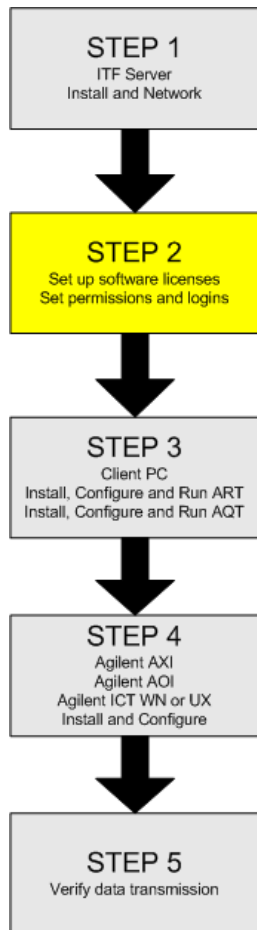 STEP 1
ITF Server
Install and Network
STEP 2
Set up software licenses
Set permissions and logins
STEP 3
Client PC
Install, Configure and Run ART
Install, Configure and Run AQT
STEP 4
Agilent AXI
Agilent AOI
Agilent ICT WN or UX
Install and Configure
STEP 5
Verify data transmission